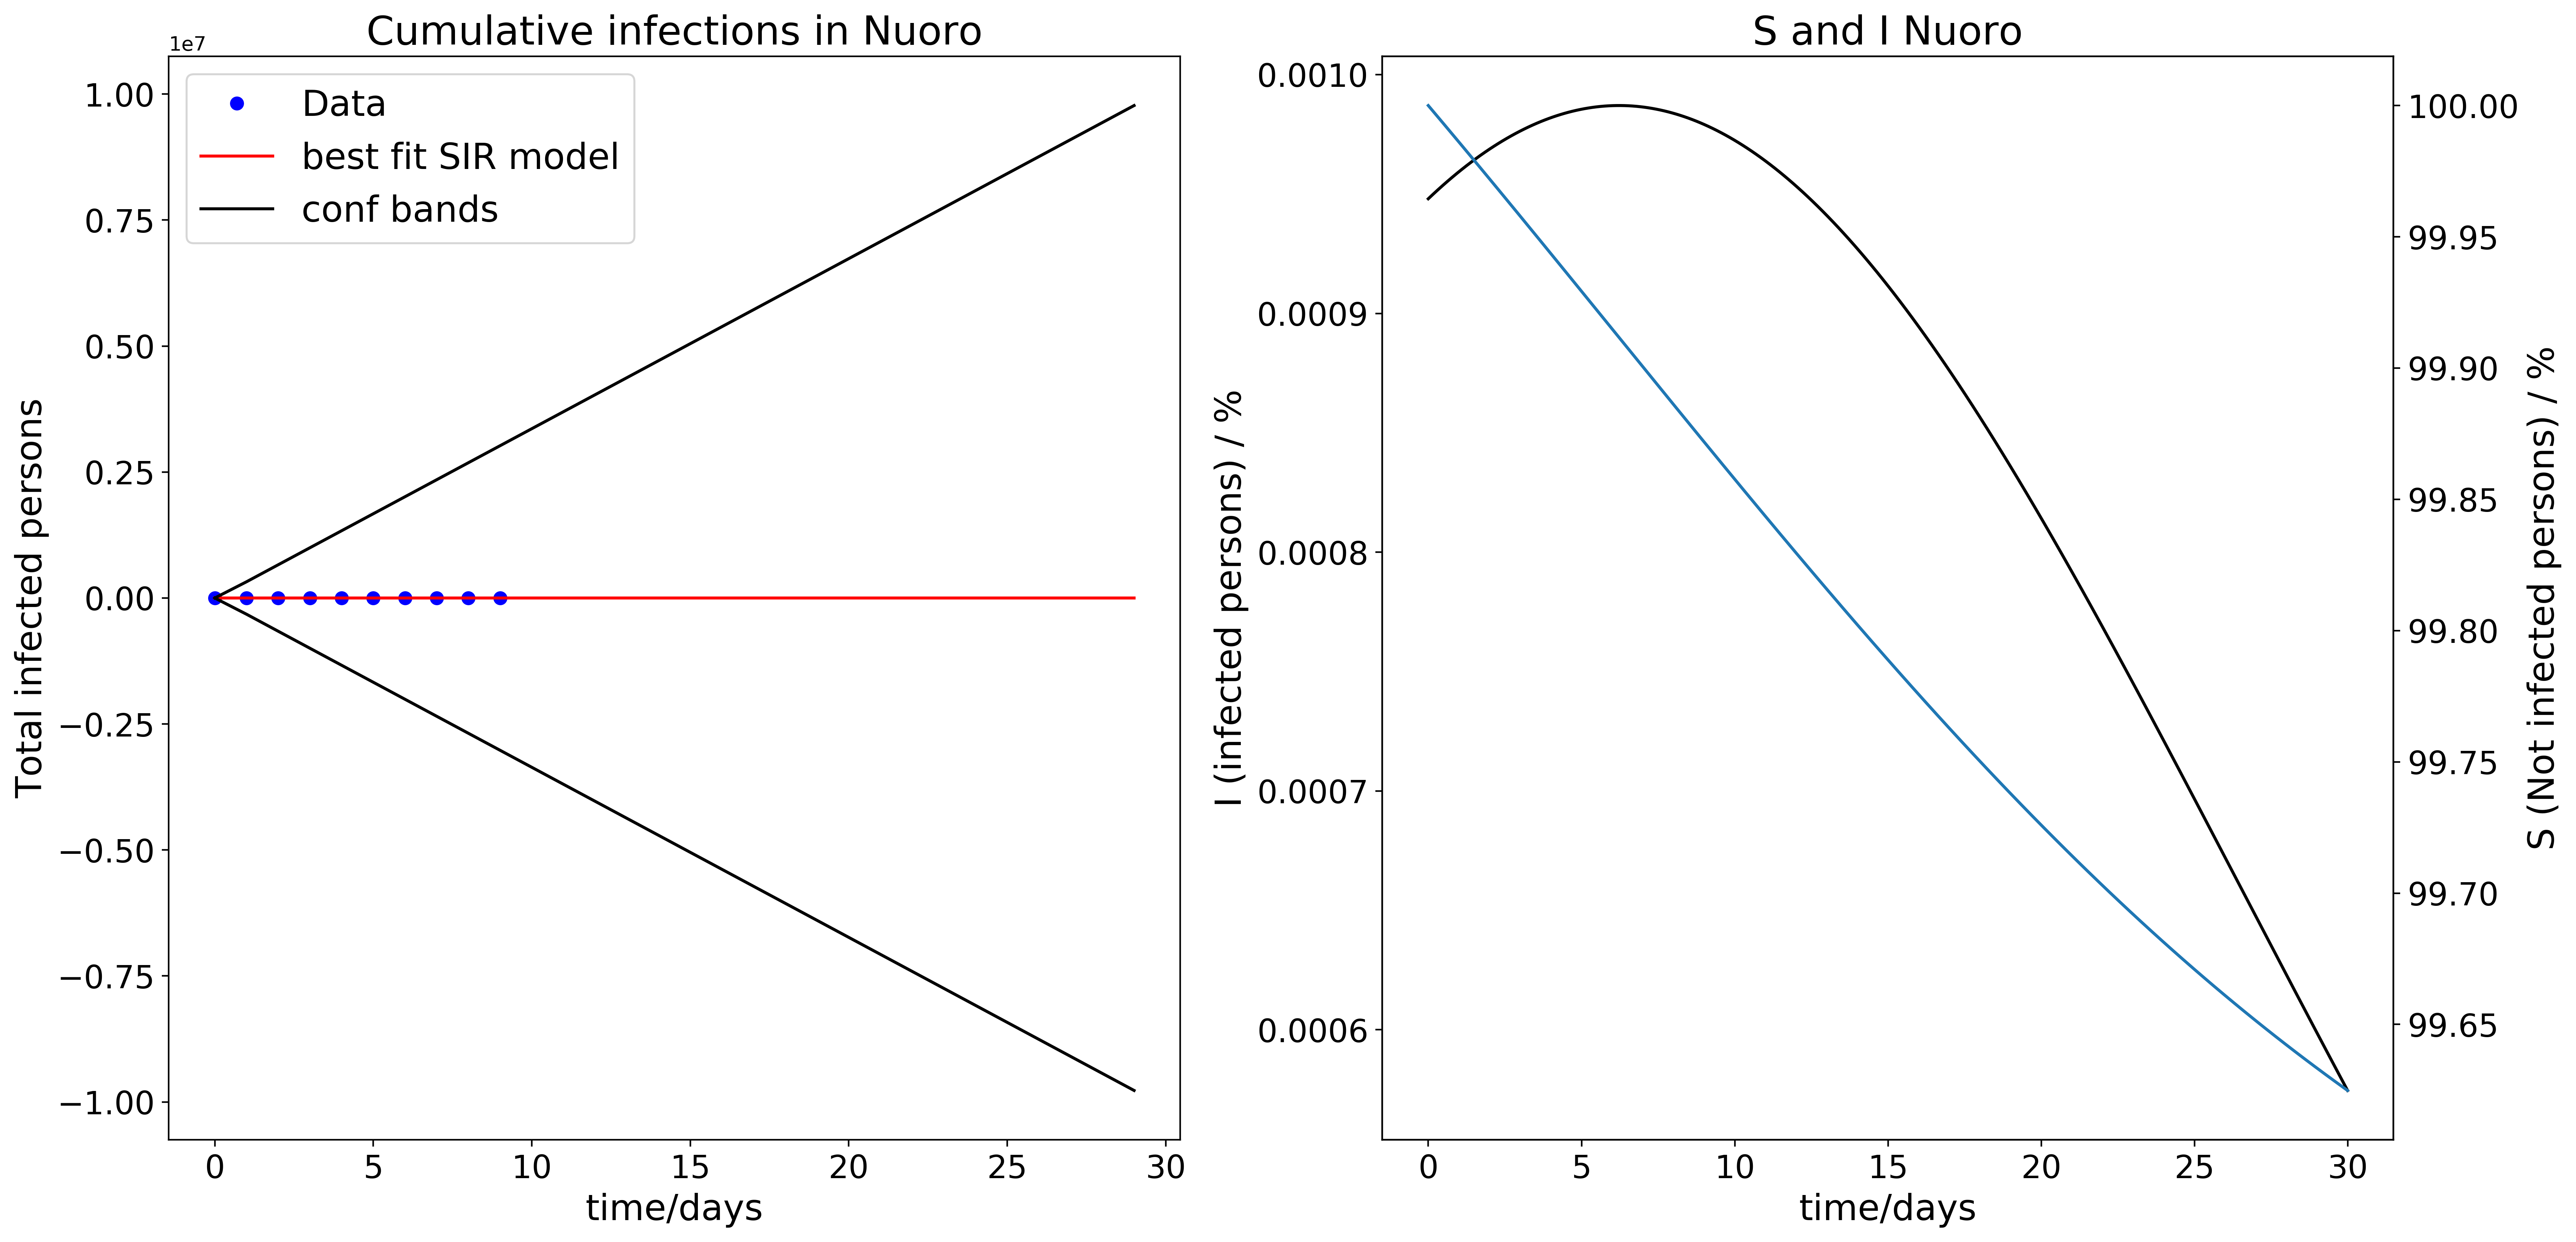 Cumulative infections in Nuoro
1e7
Data
best fit SIR model
conf bands
1.00
0.75
0.50
0.25
0.00
−0.25
−0.50
−0.75
−1.00
Total infected persons
0 5 10 15 20 25 30
time/days
S and I Nuoro
0.0010
0.0009
0.0008
0.0007
0.0006
I (infected persons) / %
100.00
99.95
99.90
99.85
99.80
99.75
99.70
99.65
S (Not infected persons) / %
0 5 10 15 20 25 30
time/days